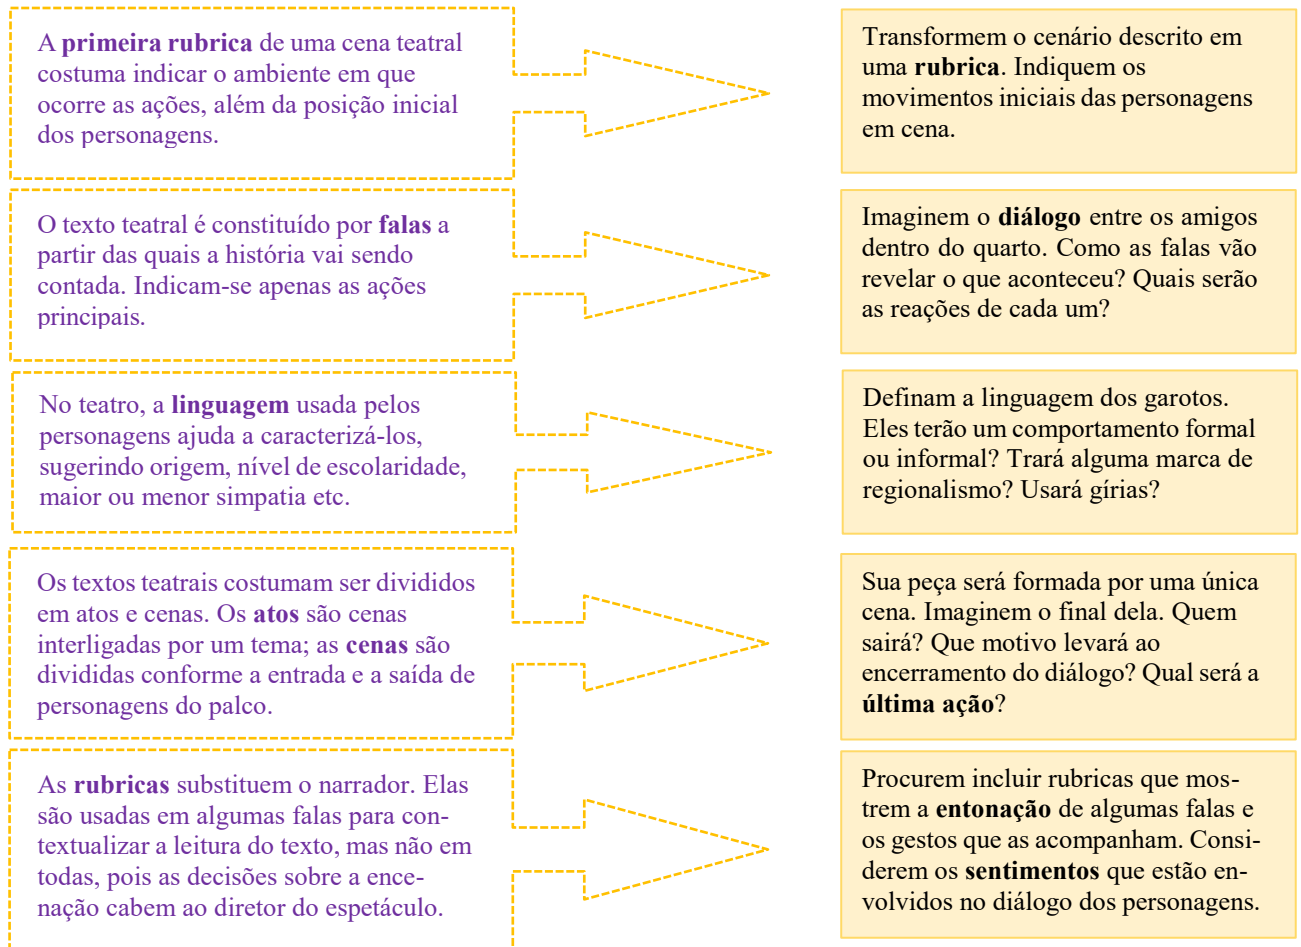 A primeira rubrica de uma cena teatral
costuma indicar o ambiente em que
ocorre as ações, além da posição inicial
dos personagens.
Transformem o cenário descrito em
uma rubrica. Indiquem os
movimentos iniciais das personagens
em cena.
O texto teatral é constituído por falas a
partir das quais a história vai sendo
contada. Indicam-se apenas as ações
principais.
Imaginem o diálogo entre os amigos
dentro do quarto. Como as falas vão
revelar o que aconteceu? Quais serão
as reações de cada um?
No teatro, a linguagem usada pelos
personagens ajuda a caracterizá-los,
sugerindo origem, nível de escolaridade,
maior ou menor simpatia etc.
Definam a linguagem dos garotos.
Eles terão um comportamento formal
ou informal? Trará alguma marca de
regionalismo? Usará gírias?
Os textos teatrais costumam ser divididos
em atos e cenas. Os atos são cenas
interligadas por um tema; as cenas são
divididas conforme a entrada e a saída de
personagens do palco.
Sua peça será formada por uma única
cena. Imaginem o final dela. Quem
sairá? Que motivo levará ao
encerramento do diálogo? Qual será a
última ação?
As rubricas substituem o narrador. Elas
são usadas em algumas falas para con-
textualizar a leitura do texto, mas não em
todas, pois as decisões sobre a ence-
nação cabem ao diretor do espetáculo.
Procurem incluir rubricas que mos-
trem a entonação de algumas falas e
os gestos que as acompanham. Consi-
derem os sentimentos que estão en-
volvidos no diálogo dos personagens.